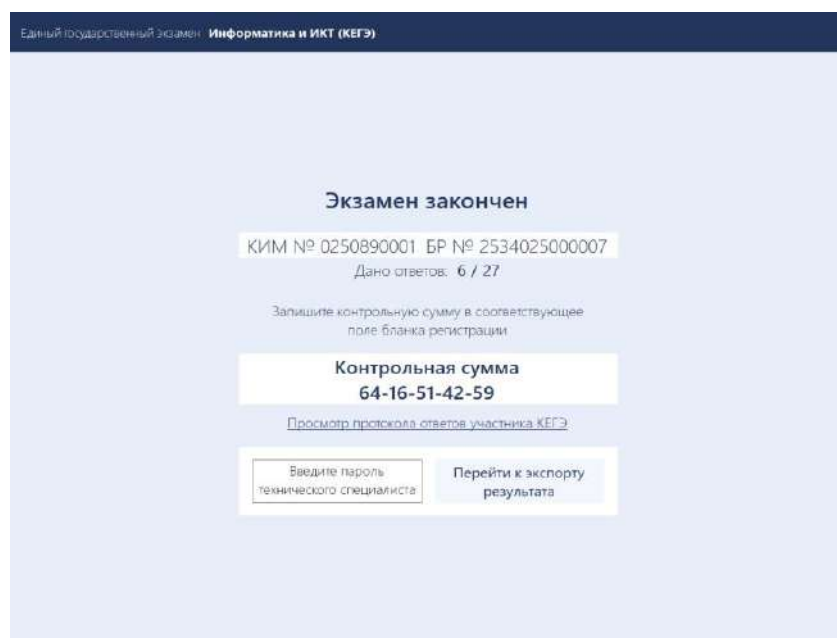 Единый государственный экзамен Информатика и ИКТ (КЕГЭ)
Экзамен закончен
КИМ № 0250890001 БР № 2534025000007
Дано ответов: 6 / 27
Запишите контрольную сумму в соответствующее
поле бланка регистрации
Контрольная сумма
64-16-51-42-59
Просмотр протокола ответов участника КЕГЭ
Введите пароль
технического специалиста
Перейти к экспорту
результата